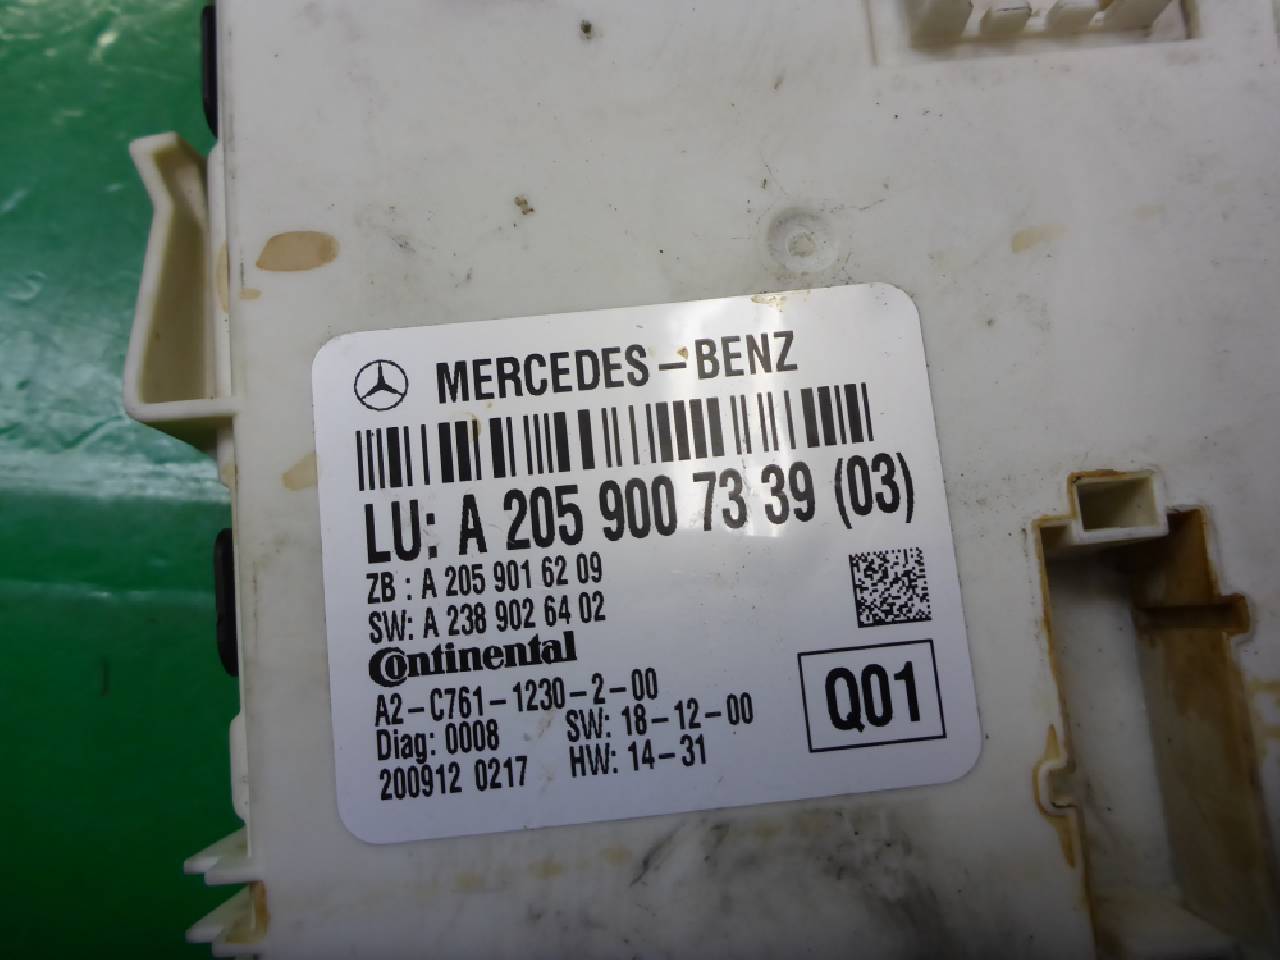 MERCEDES-BENZ
LU: A 205 900 73 39 (03)
ZB : A 205 901 62 09
SW: A 238 902 64 02
Continental
A2-C761-1230-2-00
Diag: 0008 SW: 18-12-00
200912 0217 HW: 14-31
Q01